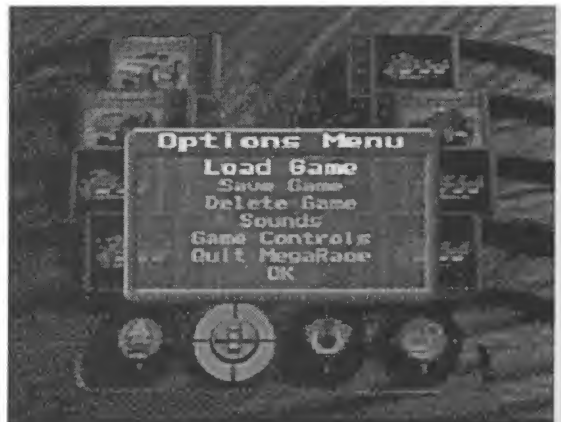 Options Menu
Load Game
Save Game
Delete Game
Sounds
Game Controls
Quit MegaRace
OK